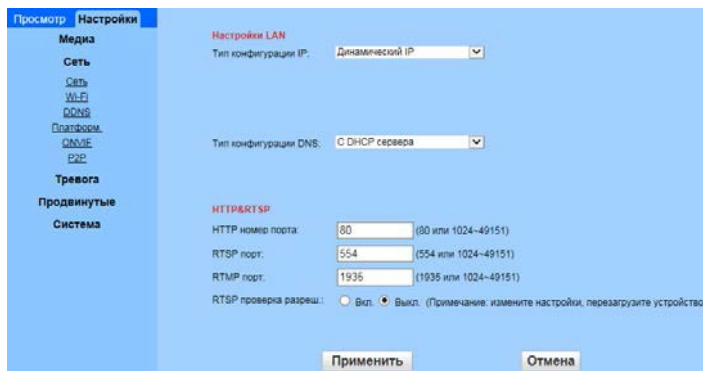 Просмотр Настройки
Медиа
Сеть
Сеть
Wi-Fi
DDNS
Платформ.
ONVIF
P2P
Тревога
Продвинутые
Система
Настройки LAN
Тип конфигурации IP: Динамический IP
Тип конфигурации DNS: С DHCP сервера
HTTP&RTSP
HTTP номер порта: 80 (80 или 1024~49151)
RTSP порт: 554 (554 или 1024~49151)
RTMP порт: 1935 (1935 или 1024~49151)
RTSP проверка разреш.: Вкл. Выкл. (Примечание: измените настройки, перезагрузите устройство
Применить Отмена